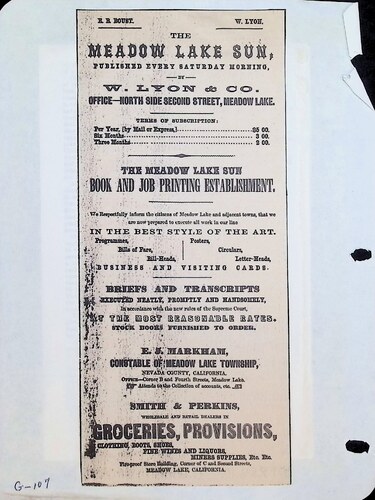 R. B. BOUST. W. LYON.
THE
MEADOW LAKE SUN,
PUBLISHED EVERY SATURDAY MORNING,
—BY—
W. LYON & CO.
OFFICE—NORTH SIDE SECOND STREET, MEADOW LAKE.
TERMS OF SUBSCRIPTION:
Per Year, (by Mail or Express,) $5 00.
Six Months 3 00.
Three Months 2 00.
THE MEADOW LAKE SUN
BOOK AND JOB PRINTING ESTABLISHMENT.
We Respectfully inform the citizens of Meadow Lake and adjacent towns, that we
are now prepared to execute all work in our line
IN THE BEST STYLE OF THE ART.
Programmes, Posters,
Bills of Fare, Circulars,
Bill-Heads, Letter-Heads,
BUSINESS AND VISITING CARDS.
BRIEFS AND TRANSCRIPTS
EXECUTED NEATLY, PROMPTLY AND HANDSOMELY,
In accordance with the new rules of the Supreme Court,
AT THE MOST REASONABLE RATES.
STOCK BOOKS FURNISHED TO ORDER.
MARKHAM,
CONSTABLE OF MEADOW LAKE TOWNSHIP,
NEVADA COUNTY, CALIFORNIA.
OFFICE—Corner B and Fourth Streets, Meadow Lake.
Attends to the Collection of accounts, etc.
SMITH & PERKINS,
WHOLESALE AND RETAIL DEALERS IN
GROCERIES, PROVISIONS,
CLOTHING, BOOTS, SHOES,
FINE WINES AND LIQUORS,
MINERS SUPPLIES, Etc. Etc.
Fire-proof Store Building, Corner of C and Second Streets,
MEADOW LAKE, CALIFORNIA.
G-107